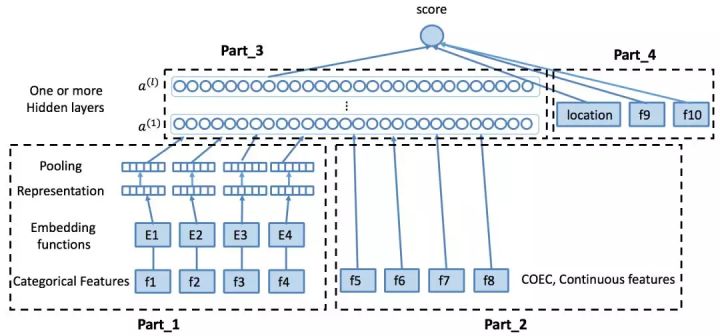 score
Part_3
Part_4
One or more
Hidden layers
a(l)
⋮
a(1)
location f9 f10
Pooling
Representation
Embedding
functions
E1 E2 E3 E4
Categorical Features
f1 f2 f3 f4
f5 f6 f7 f8
COEC, Continuous features
Part_1
Part_2